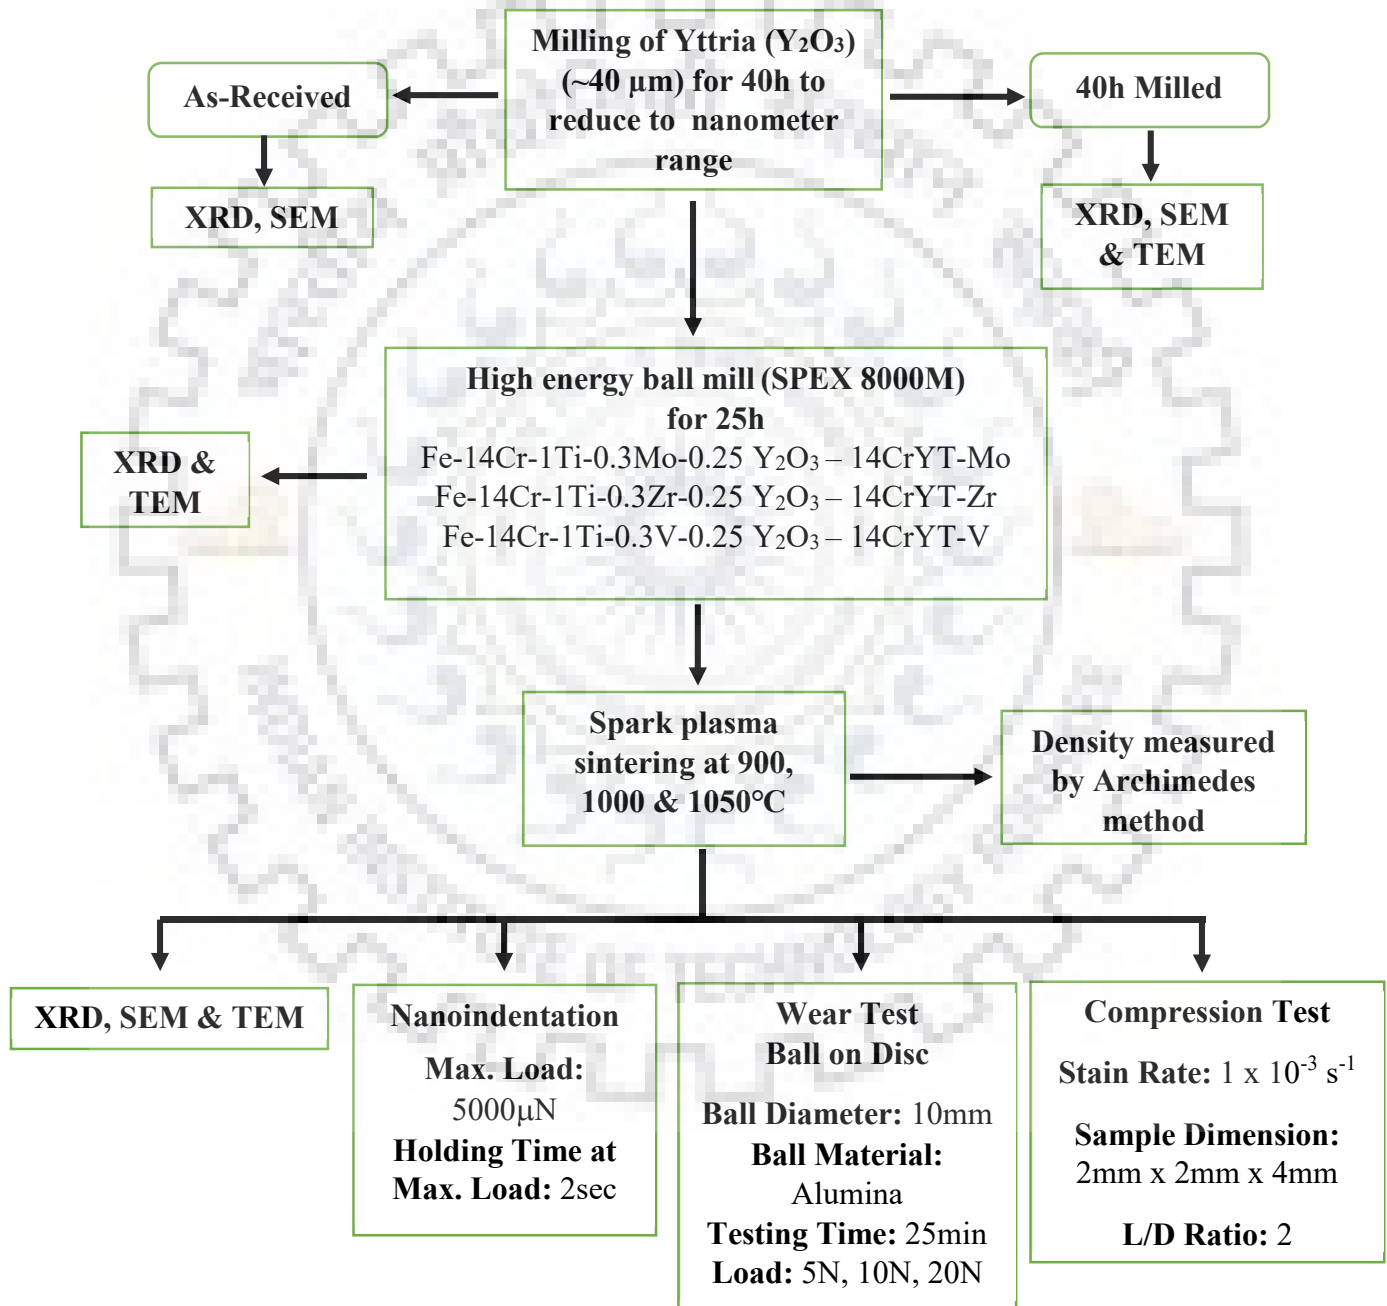 Milling of Yttria (Y₂O₃)
(~40 µm) for 40h to
reduce to nanometer
range
As-Received
40h Milled
XRD, SEM
XRD, SEM
& TEM
High energy ball mill (SPEX 8000M)
for 25h
Fe-14Cr-1Ti-0.3Mo-0.25 Y₂O₃ – 14CrYT-Mo
Fe-14Cr-1Ti-0.3Zr-0.25 Y₂O₃ – 14CrYT-Zr
Fe-14Cr-1Ti-0.3V-0.25 Y₂O₃ – 14CrYT-V
XRD &
TEM
Spark plasma
sintering at 900,
1000 & 1050°C
Density measured
by Archimedes
method
XRD, SEM & TEM
Nanoindentation
Max. Load:
5000µN
Holding Time at
Max. Load: 2sec
Wear Test
Ball on Disc
Ball Diameter: 10mm
Ball Material:
Alumina
Testing Time: 25min
Load: 5N, 10N, 20N
Compression Test
Stain Rate: 1 x 10⁻³ s⁻¹
Sample Dimension:
2mm x 2mm x 4mm
L/D Ratio: 2